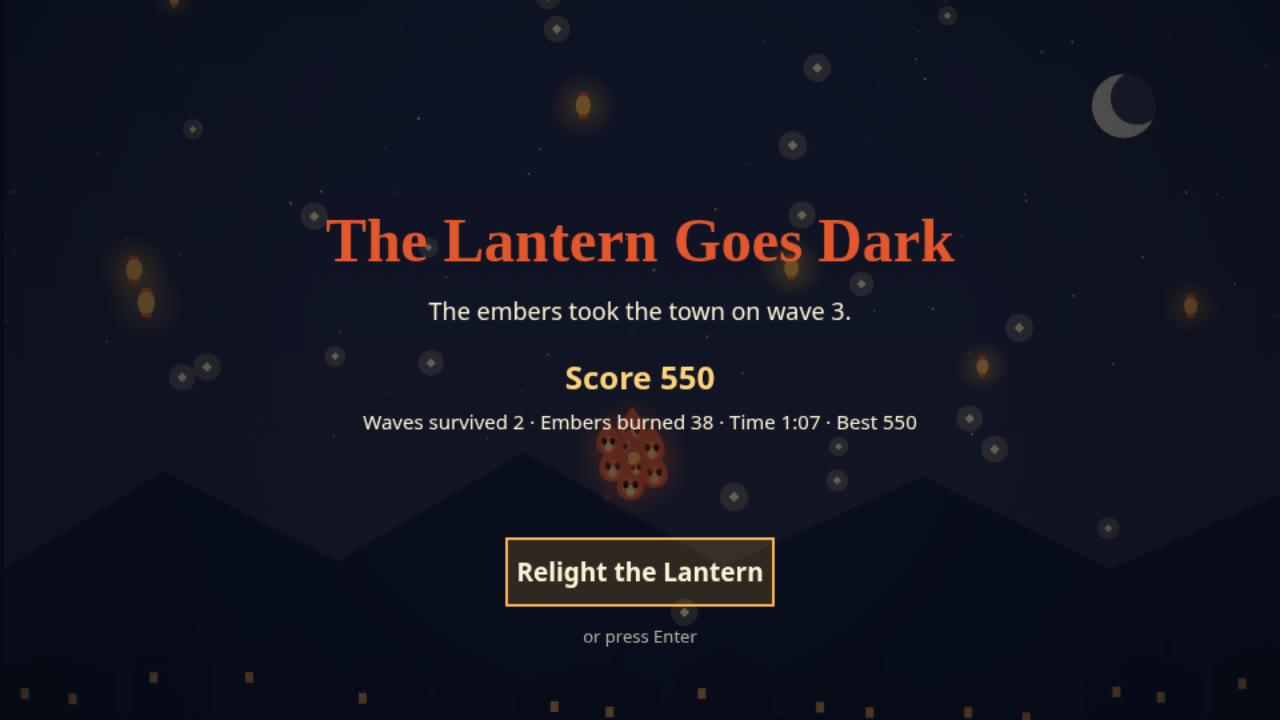 The Lantern Goes Dark
The embers took the town on wave 3.
Score 550
Waves survived 2 · Embers burned 38 · Time 1:07 · Best 550
Relight the Lantern
or press Enter